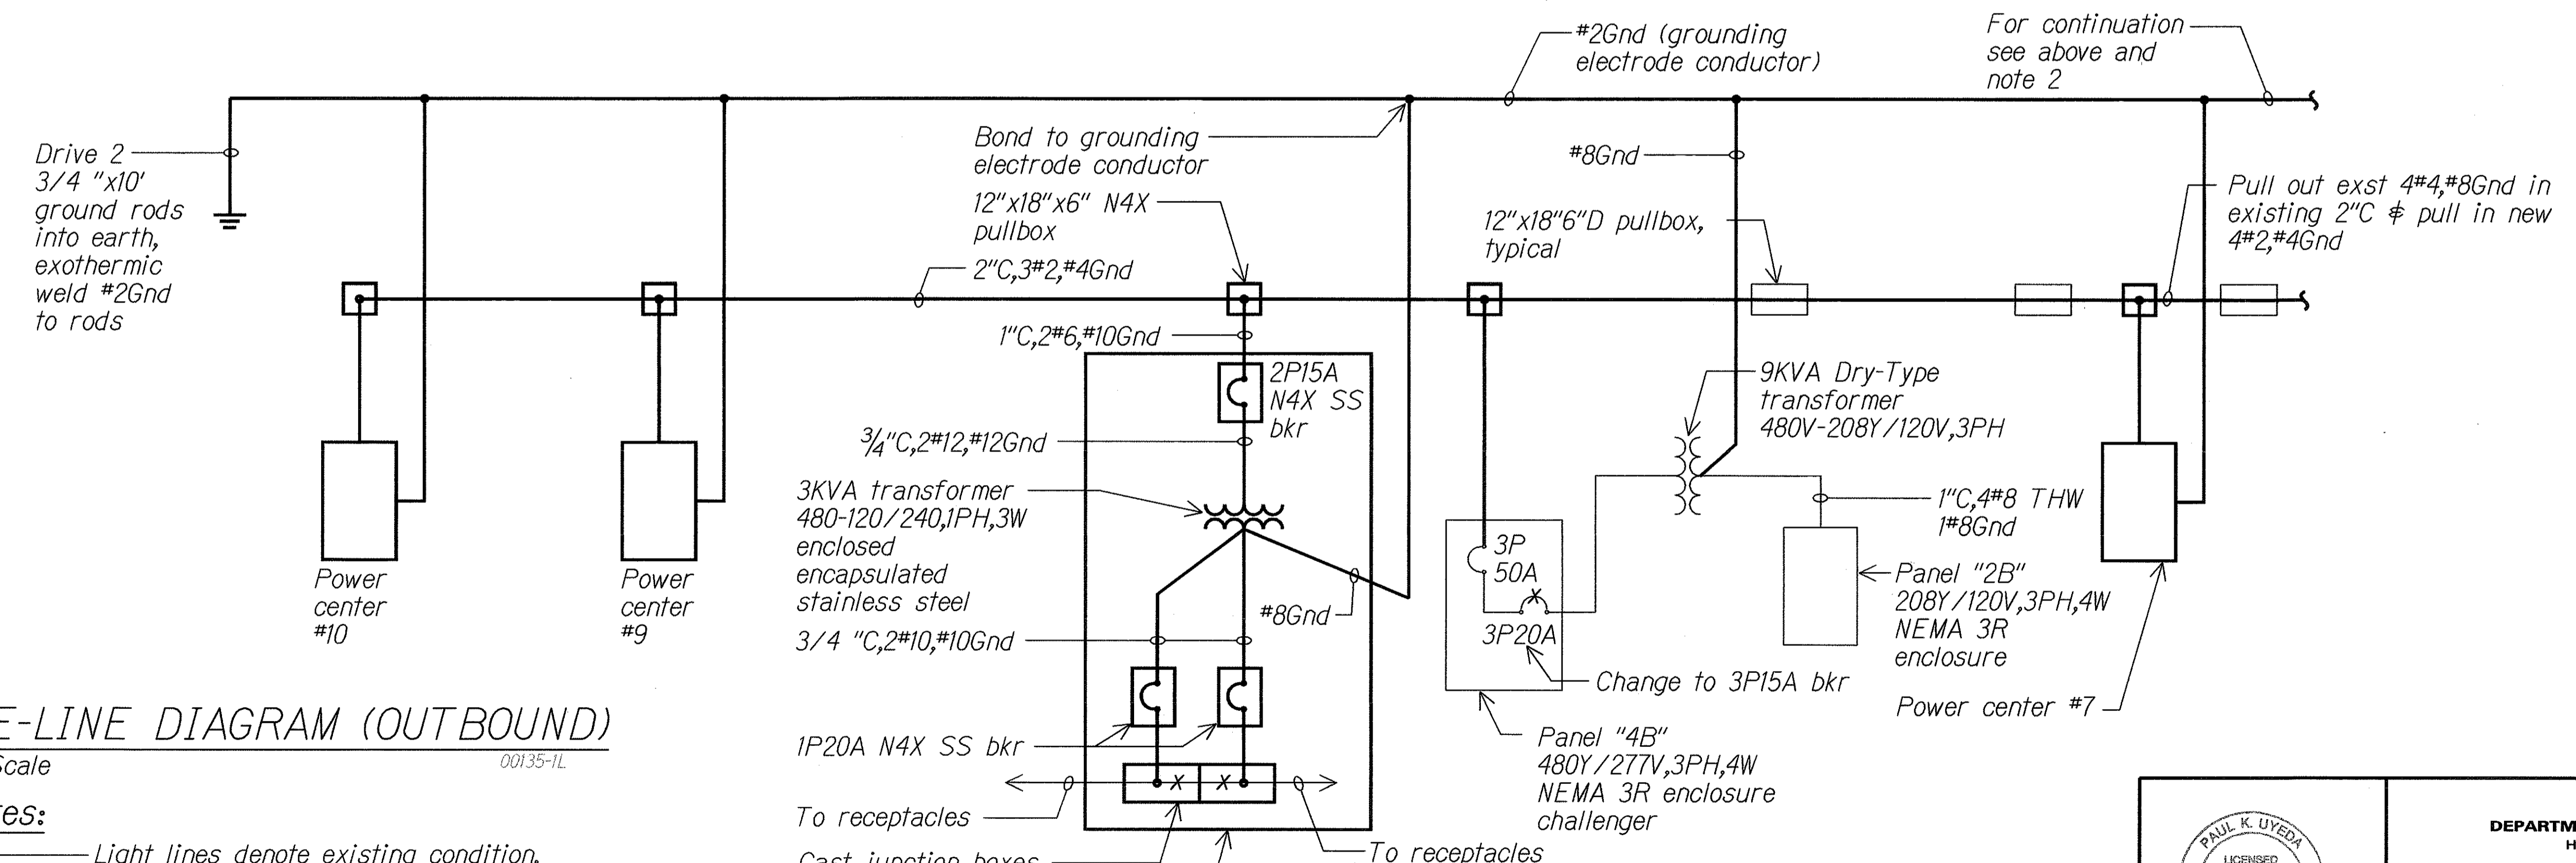 #2Gnd (grounding
electrode conductor)
For continuation
see above and
note 2
Drive 2
3/4 "x10'
ground rods
into earth,
exothermic
weld #2Gnd
to rods
Bond to grounding
electrode conductor
12"x18"x6" N4X
pullbox
2"C,3#2,#4Gnd
1"C,2#6,#10Gnd
#8Gnd
12"x18"6"D pullbox,
typical
Pull out exst 4#4,#8Gnd in
existing 2"C & pull in new
4#2,#4Gnd
2P15A
N4X SS
bkr
3/4"C,2#12,#12Gnd
3KVA transformer
480-120/240,1PH,3W
enclosed
encapsulated
stainless steel
#8Gnd
3/4 "C,2#10,#10Gnd
1P20A N4X SS bkr
To receptacles
Cast junction boxes
To receptacles
Power
center
#10
Power
center
#9
3P
50A
3P20A
Change to 3P15A bkr
Panel "4B"
480Y/277V,3PH,4W
NEMA 3R enclosure
challenger
9KVA Dry-Type
transformer
480V-208Y/120V,3PH
1"C,4#8 THW
1#8Gnd
Panel "2B"
208Y/120V,3PH,4W
NEMA 3R
enclosure
Power center #7
E-LINE DIAGRAM (OUTBOUND)
Scale
00135-1L
es:
Light lines denote existing condition.
PAUL K. UYEDA
LICENSED
DEPARTM
H